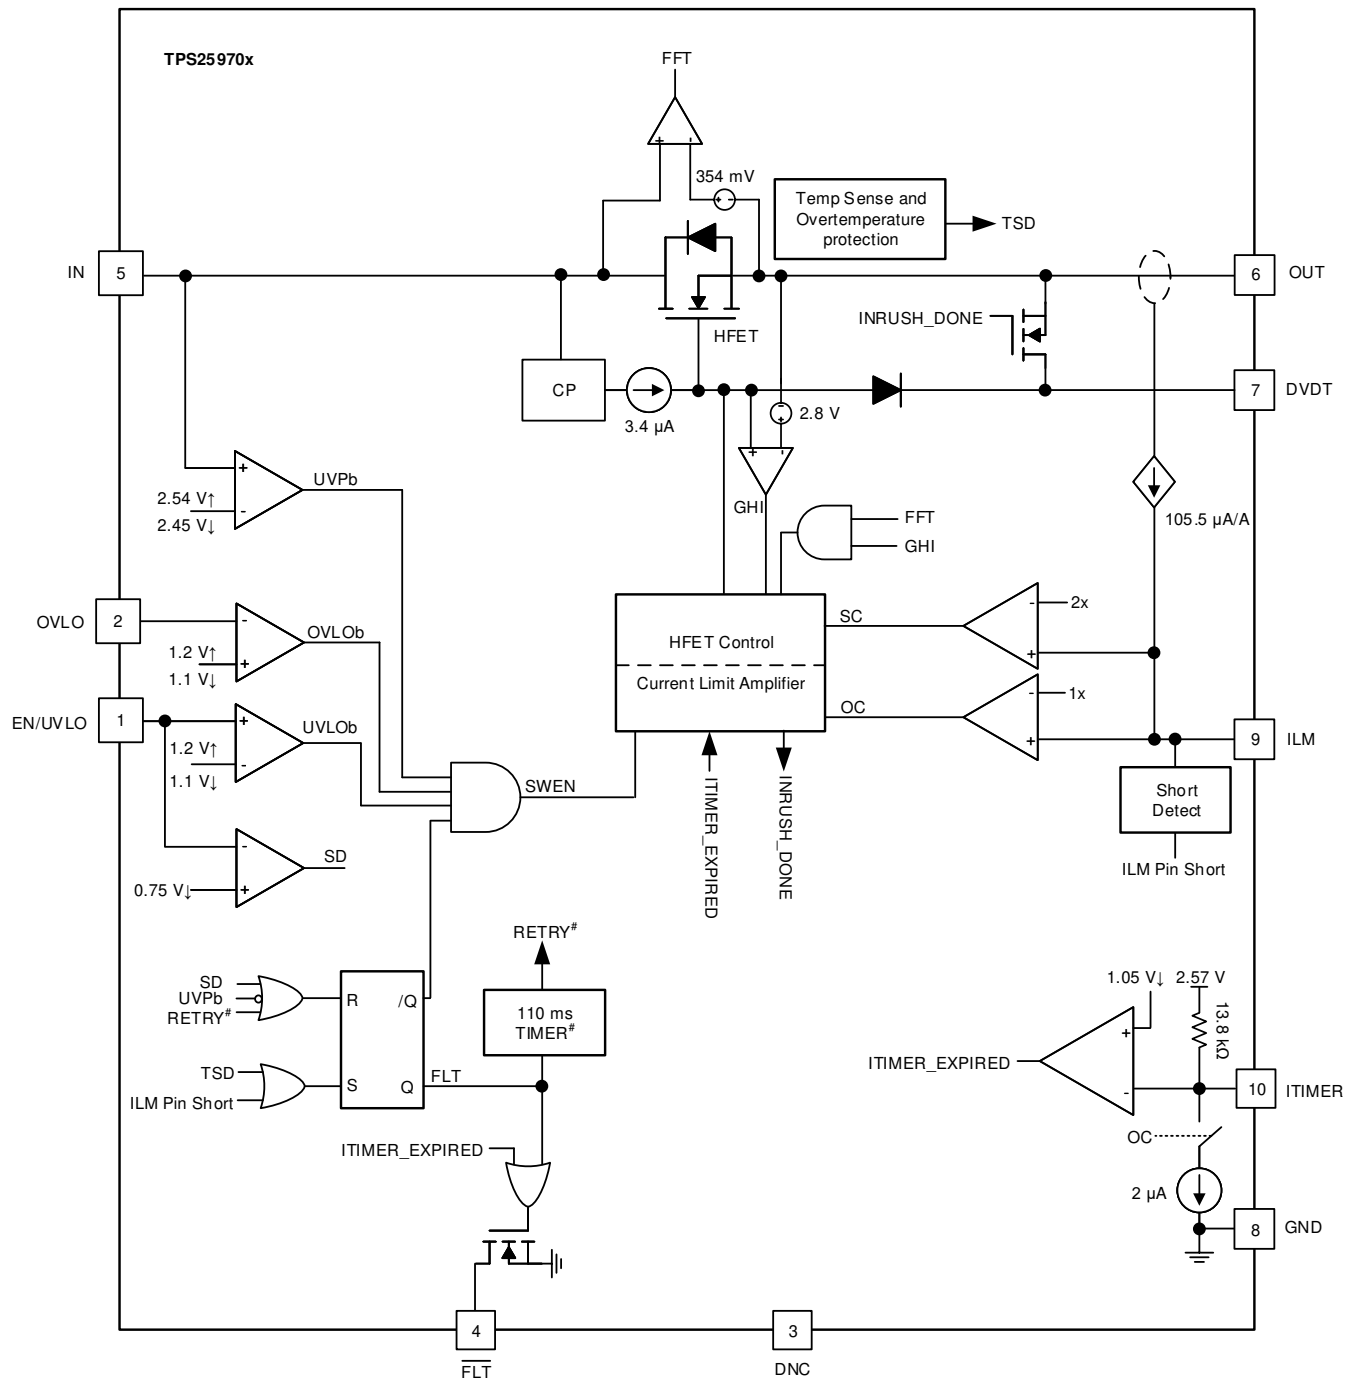 TPS25970x
FFT
354 mV
Temp Sense and
Overtemperature
protection
TSD
IN
5
6
OUT
INRUSH_DONE
HFET
CP
3.4 µA
2.8 V
7
DVDT
+
-
+
-
+
-
+
-
UVPb
2.54 V↑
2.45 V↓
+
-
+
-
GHI
FFT
GHI
105.5 µA/A
OVLO
2
OVLOb
-
+
1.2 V↑
1.1 V↓
HFET Control
Current Limit Amplifier
SC
-
+
2x
EN/UVLO
1
UVLOb
+
-
1.2 V↑
1.1 V↓
OC
-
+
1x
9
ILM
SWEN
ITIMER_EXPIRED
INRUSH_DONE
Short
Detect
ILM Pin Short
SD
-
+
0.75 V↓
RETRY#
SD
UVPb
RETRY#
R
/Q
110 ms
TIMER#
1.05 V↓
2.57 V
13.8 kΩ
ITIMER_EXPIRED
+
-
TSD
ILM Pin Short
S
Q
FLT
10
ITIMER
OC
ITIMER_EXPIRED
2 µA
8
GND
4
FLT
3
DNC